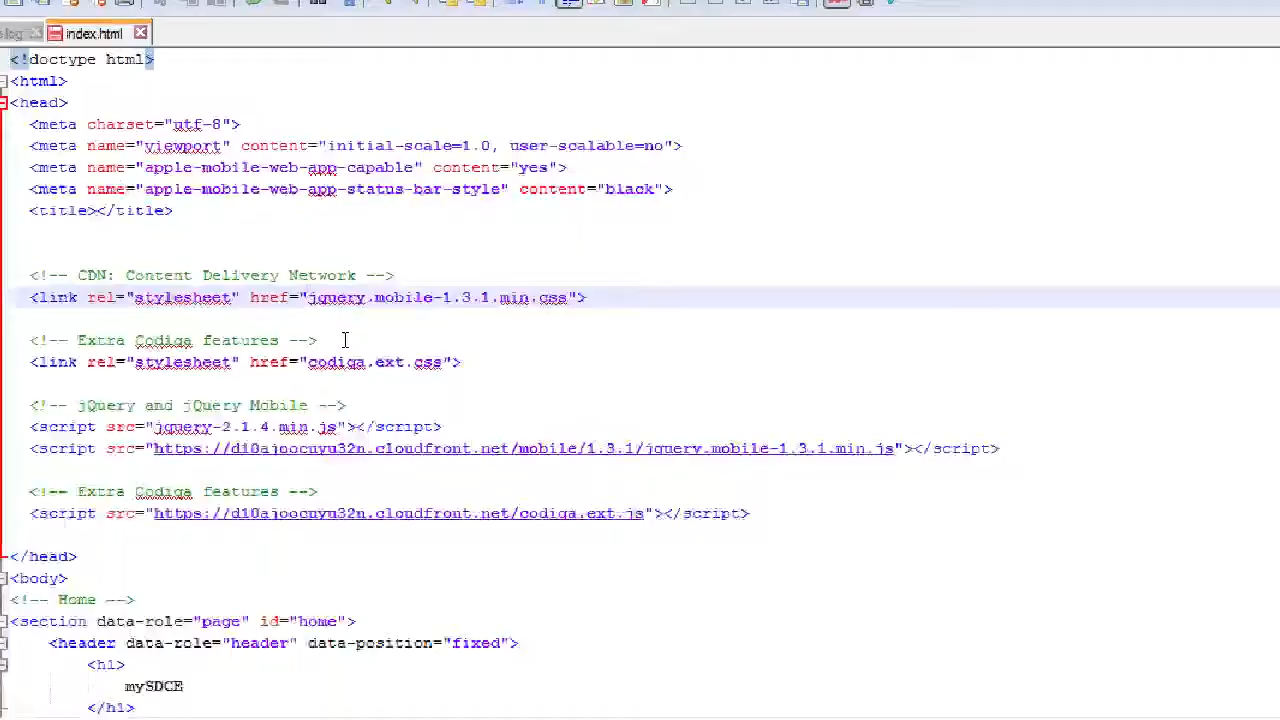 log
index.html
<!doctype html>
<html>
<head>
<meta charset="utf-8">
<meta name="viewport" content="initial-scale=1.0, user-scalable=no">
<meta name="apple-mobile-web-app-capable" content="yes">
<meta name="apple-mobile-web-app-status-bar-style" content="black">
<title></title>
<!-- CDN: Content Delivery Network -->
<link rel="stylesheet" href="jquery.mobile-1.3.1.min.css">
<!-- Extra Codiqa features -->
<link rel="stylesheet" href="codiqa.ext.css">
<!-- jQuery and jQuery Mobile -->
<script src="jquery-2.1.4.min.js"></script>
<script src="https://d10ajoocuyu32n.cloudfront.net/mobile/1.3.1/jquery.mobile-1.3.1.min.js"></script>
<!-- Extra Codiqa features -->
<script src="https://d10ajoocuyu32n.cloudfront.net/codiqa.ext.js"></script>
</head>
<body>
<!-- Home -->
<section data-role="page" id="home">
<header data-role="header" data-position="fixed">
<h1>
mySDCE
</h1>